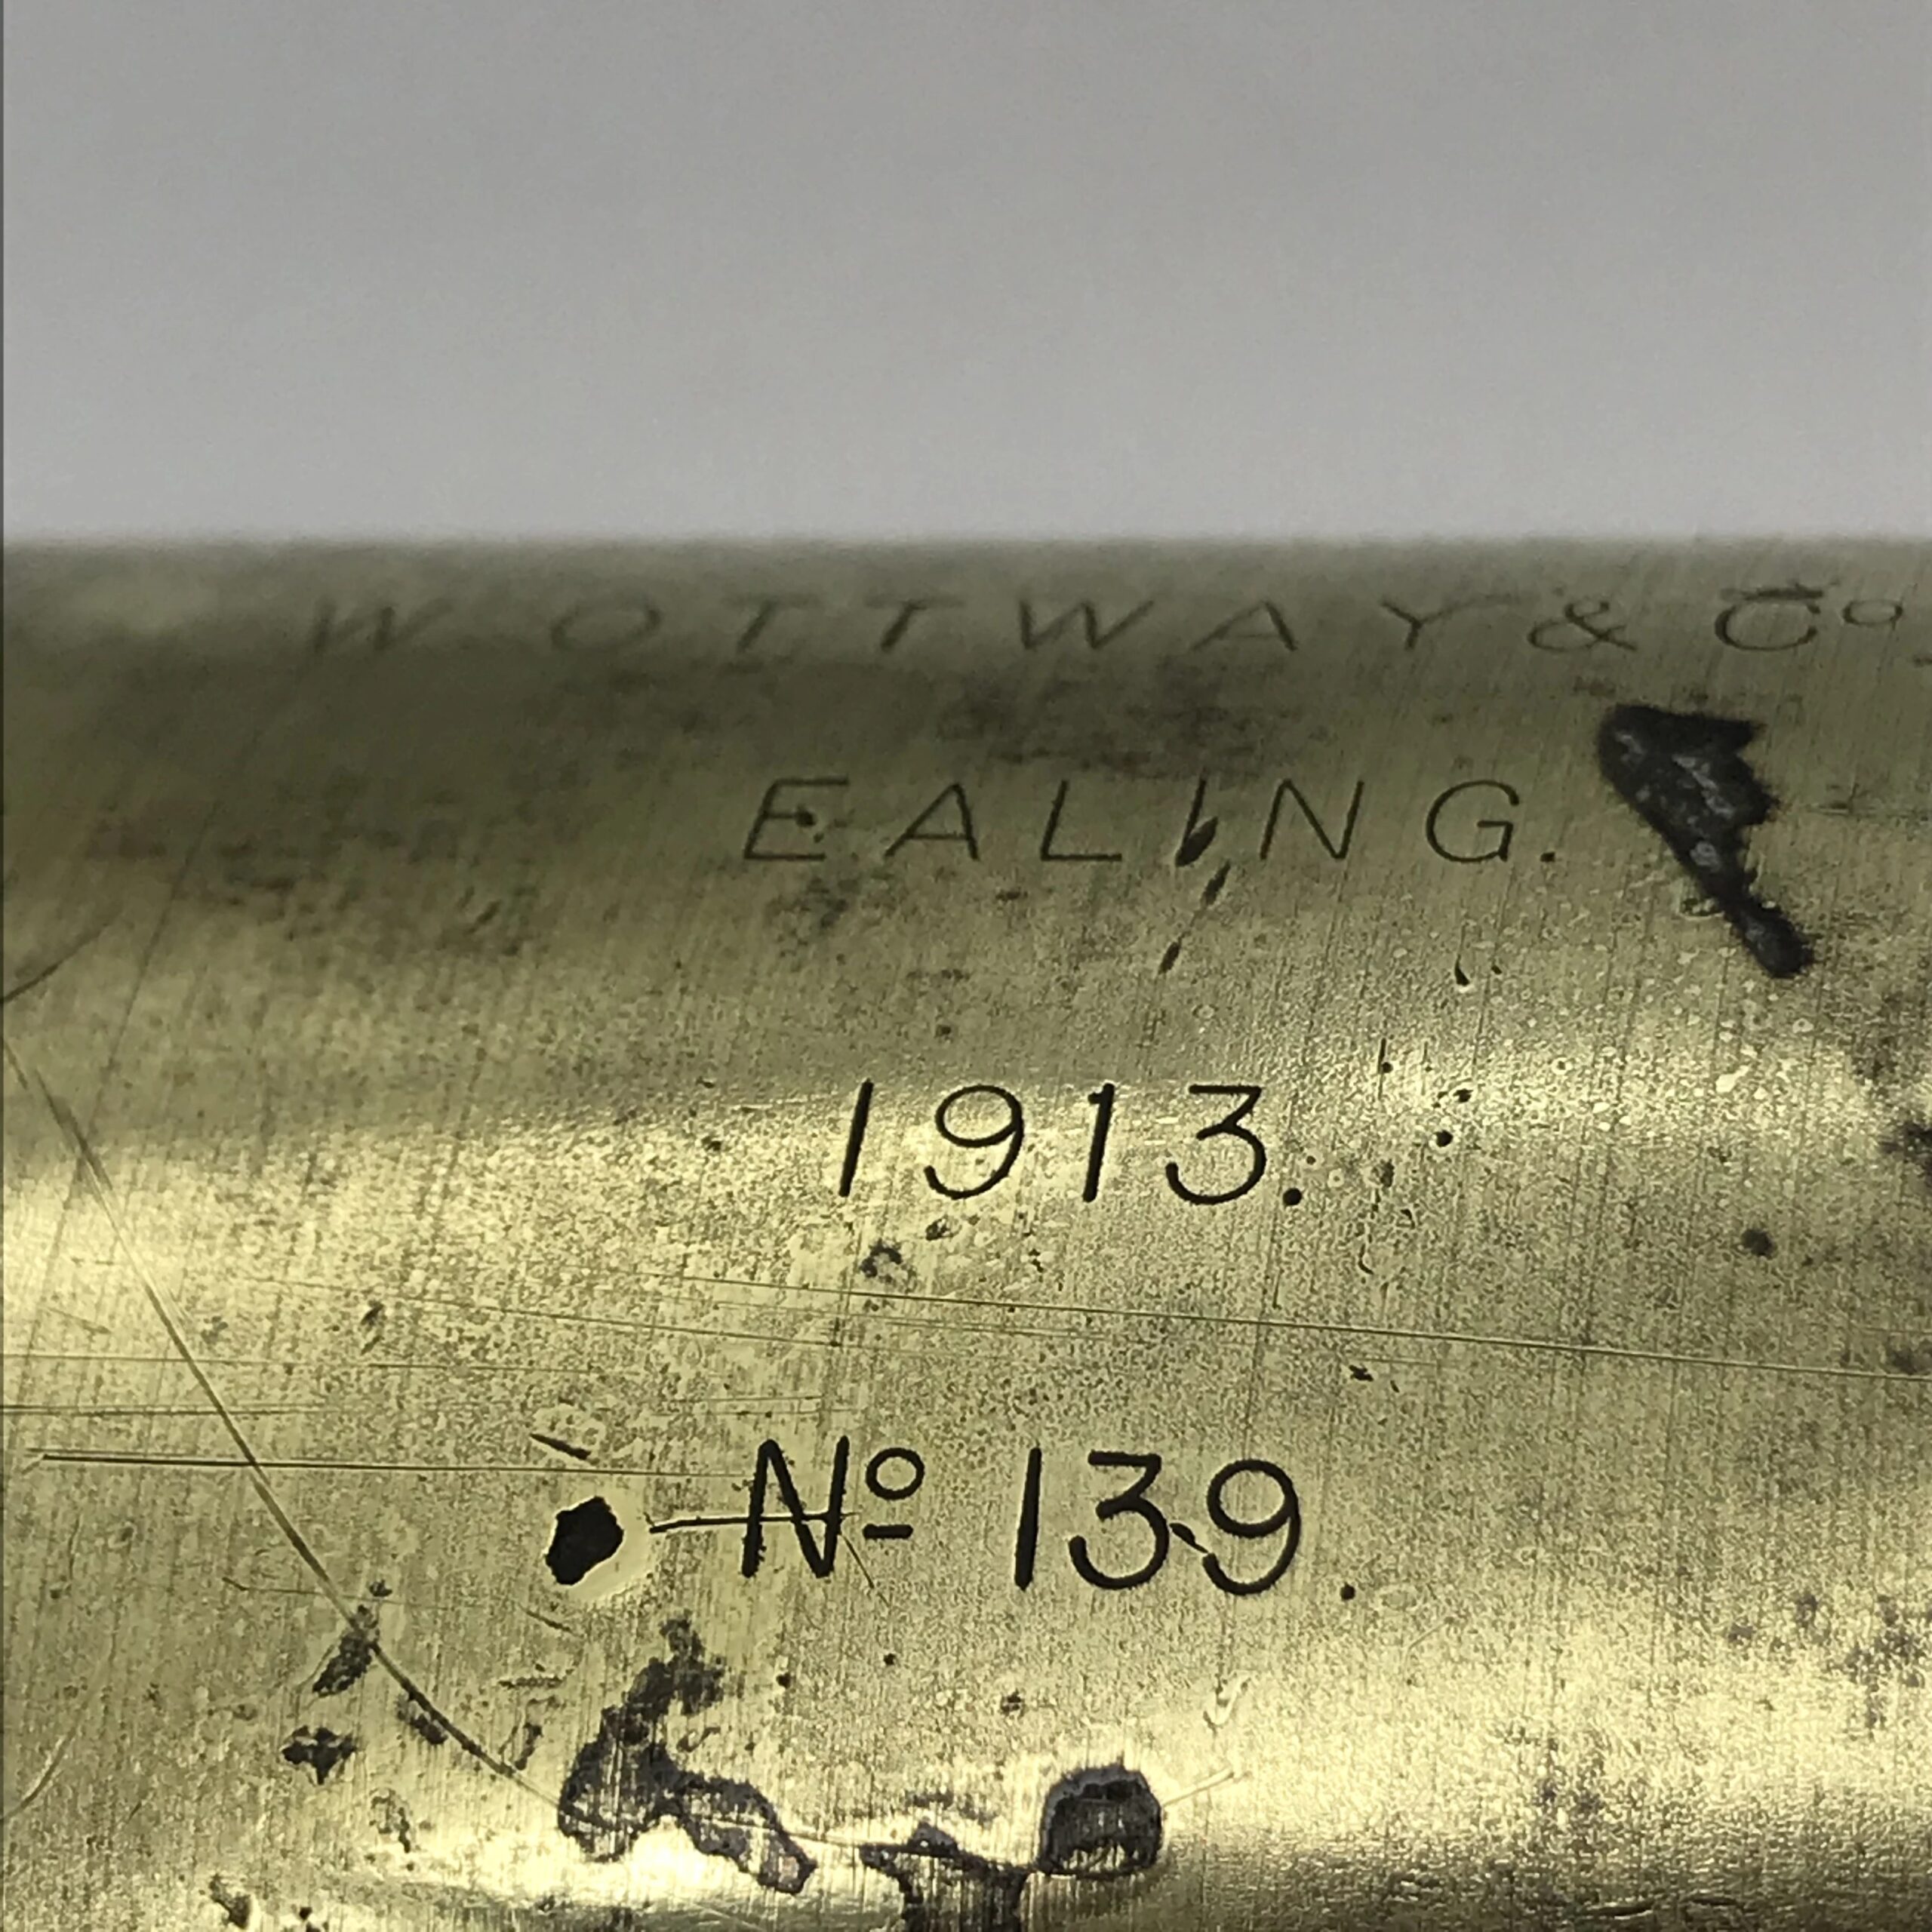 W OTTWAY & Co.
EALING.
1913.
No 139.